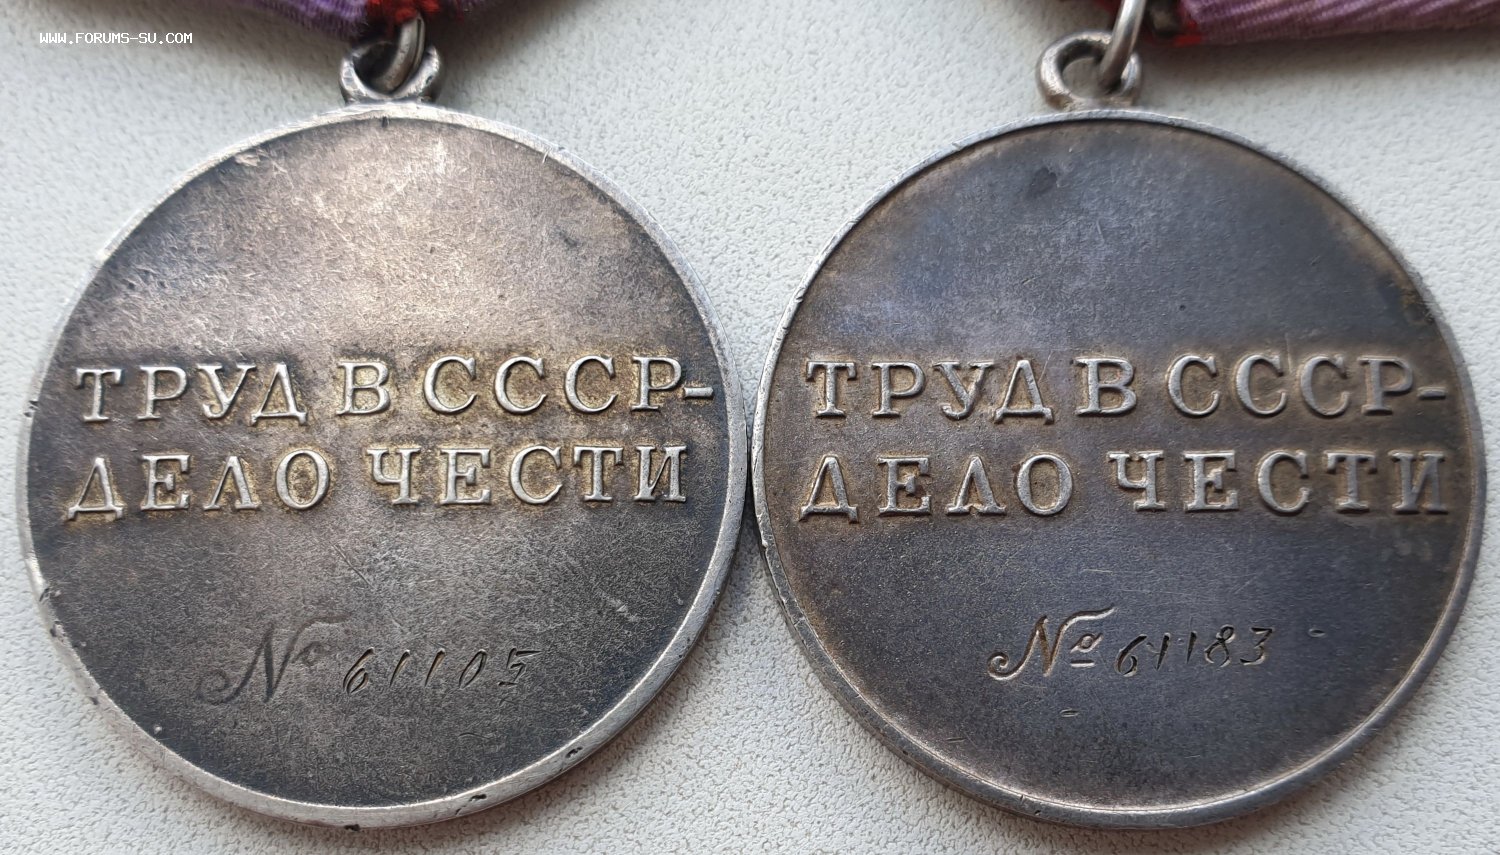 WWW.FORUMS-SU.COM
ТРУД В СССР-
ДЕЛО ЧЕСТИ
№ 61105
ТРУД В СССР-
ДЕЛО ЧЕСТИ
№ 61183